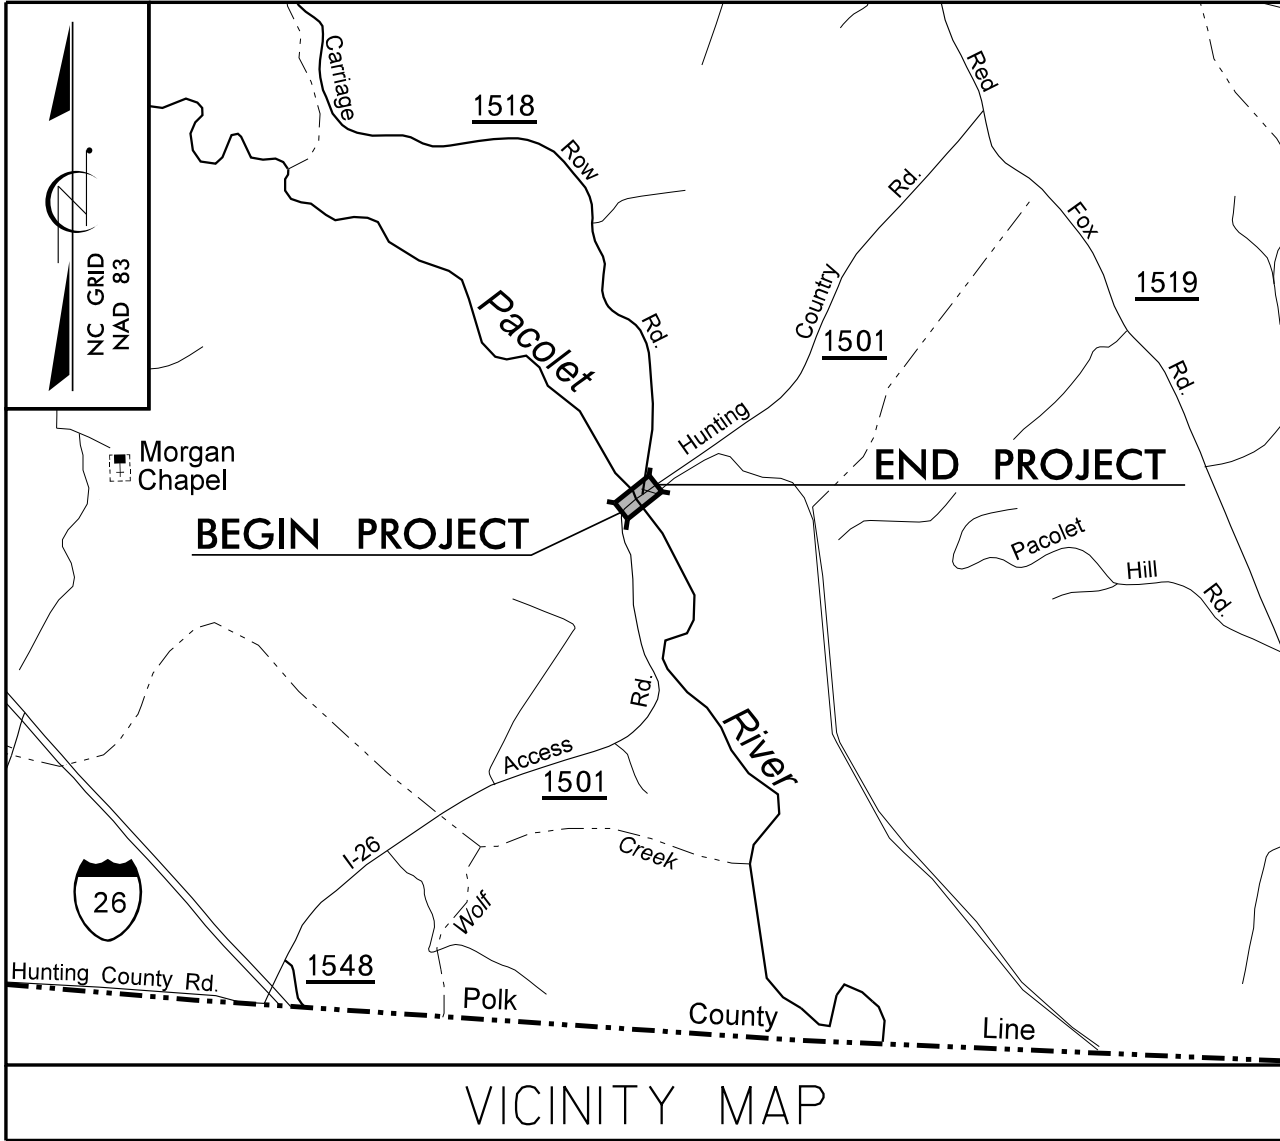 Carriage
1518
Row
Rd.
Red
Rd.
Fox
1519
Country
1501
Rd.
NC GRID
NAD 83
Pacolet
Rd.
Hunting
Morgan
Chapel
END PROJECT
BEGIN PROJECT
Pacolet
Hill
Rd.
Rd.
River
Access
1501
I-26
Creek
Wolf
26
1548
Hunting County Rd.
Polk
County
Line
VICINITY MAP